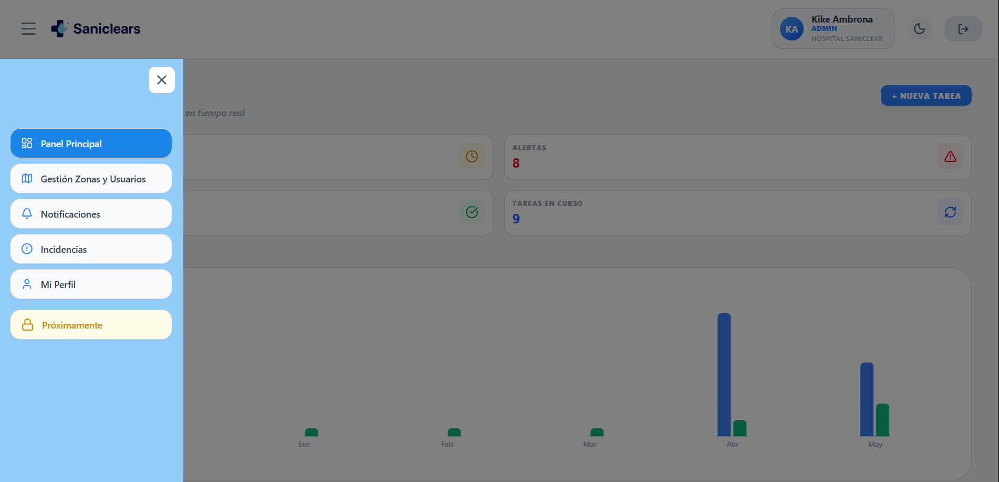 Saniclears
KA
Kike Ambrona
ADMIN
HOSPITAL SANICLEAR
+ NUEVA TAREA
en tiempo real
Panel Principal
Gestión Zonas y Usuarios
Notificaciones
Incidencias
Mi Perfil
Próximamente
ALERTAS
8
TAREAS EN CURSO
9
Ene
Feb
Mar
Abr
May